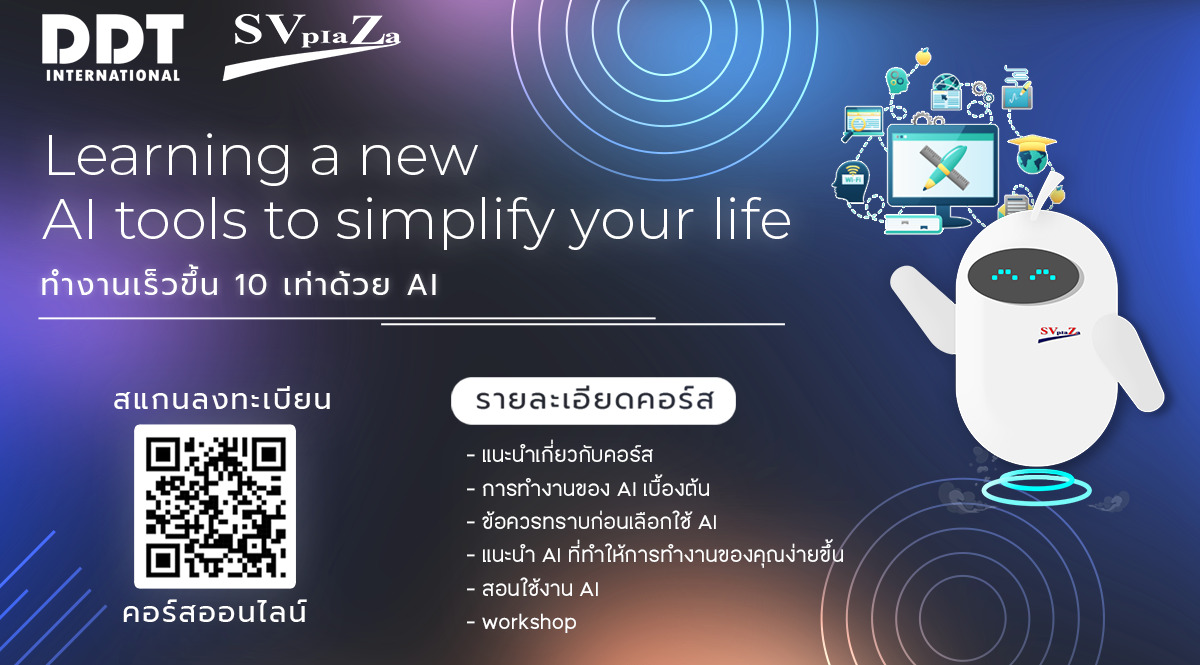 DDT
INTERNATIONAL
SVplaZa
Learning a new
AI tools to simplify your life
ทำงานเร็วขึ้น 10 เท่าด้วย AI
สแกนลงทะเบียน
คอร์สออนไลน์
รายละเอียดคอร์ส
- แนะนำเกี่ยวกับคอร์ส
- การทำงานของ AI เบื้องต้น
- ข้อควรทราบก่อนเลือกใช้ AI
- แนะนำ AI ที่ทำให้การทำงานของคุณง่ายขึ้น
- สอนใช้งาน AI
- workshop
Wi-Fi
SVplaZa